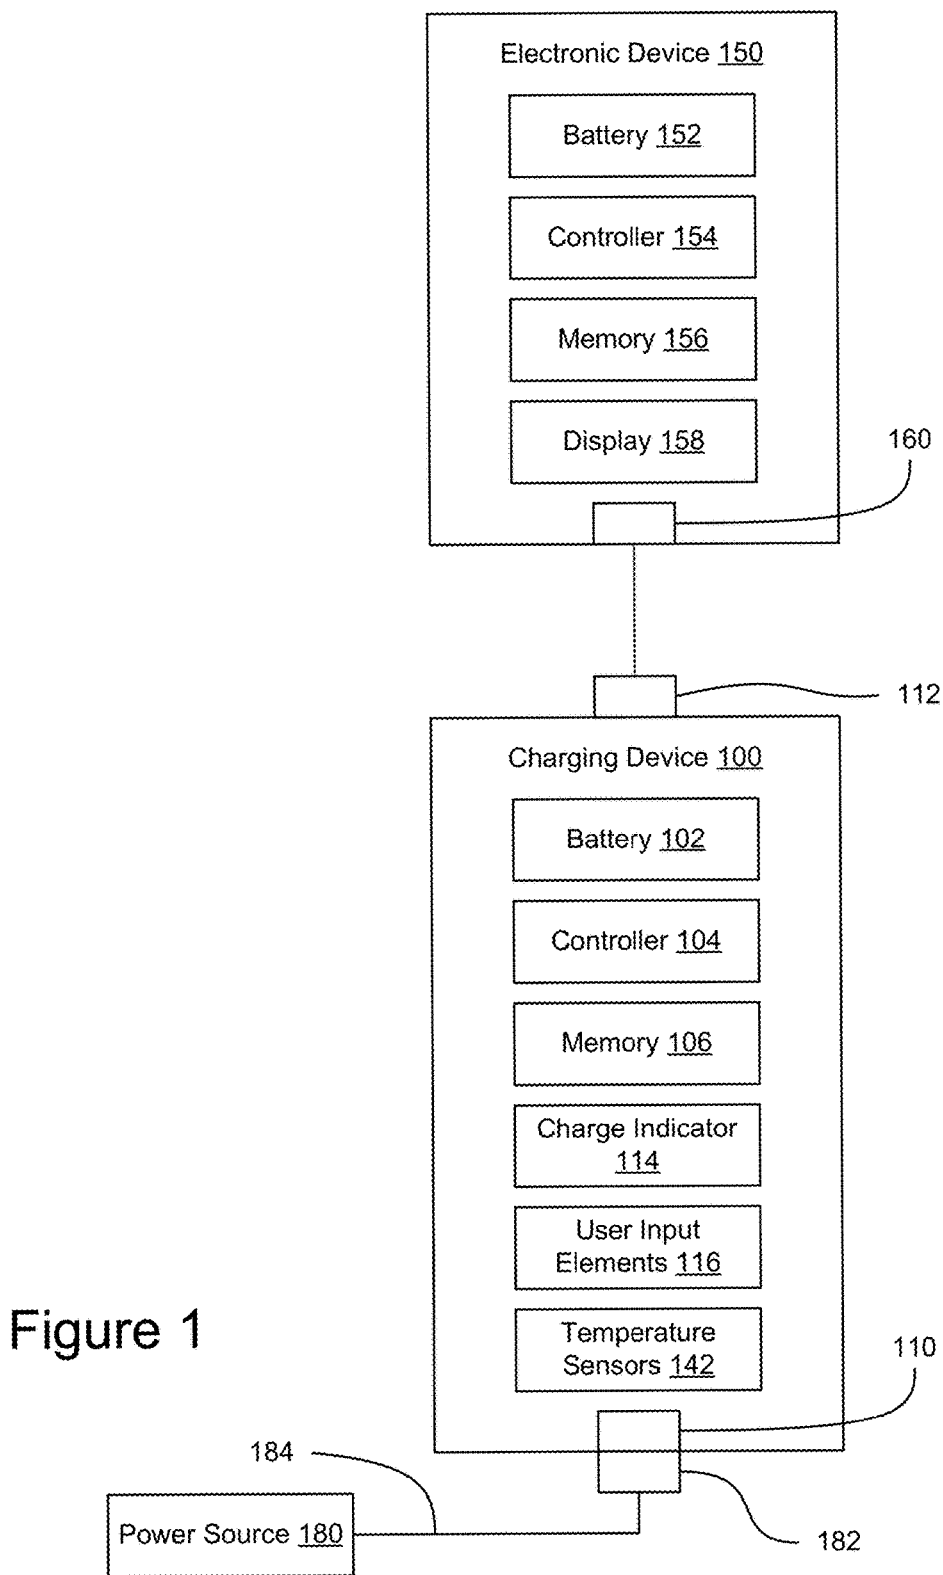 Electronic Device 150
Battery 152
Controller 154
Memory 156
Display 158
160
112
Charging Device 100
Battery 102
Controller 104
Memory 106
Charge Indicator
114
User Input
Elements 116
Temperature
Sensors 142
Figure 1
110
184
Power Source 180
182